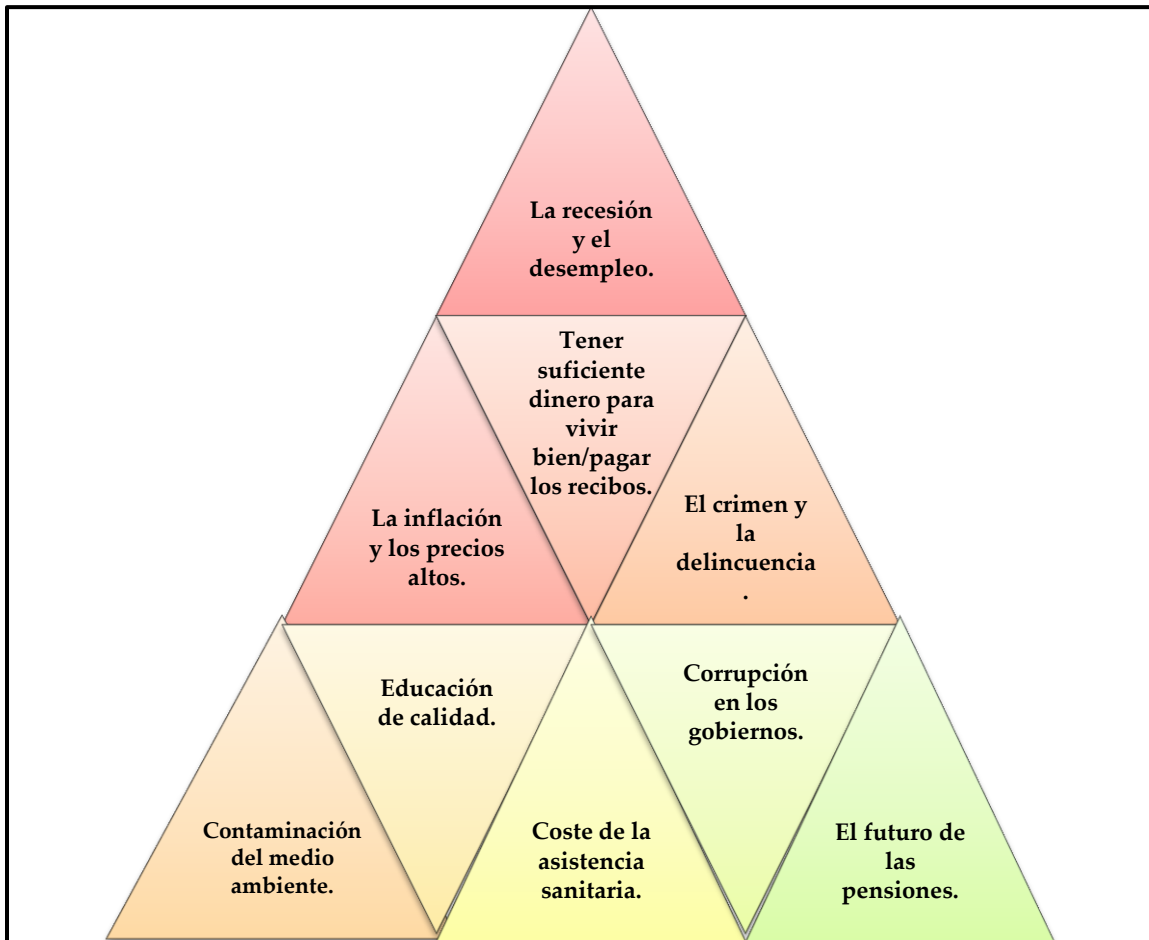 La recesión
y el
desempleo.
Tener
suficiente
dinero para
vivir
bien/pagar
los recibos.
La inflación
y los precios
altos.
El crimen y
la
delincuencia
.
Educación
de calidad.
Corrupción
en los
gobiernos.
Contaminación
del medio
ambiente.
Coste de la
asistencia
sanitaria.
El futuro de
las
pensiones.